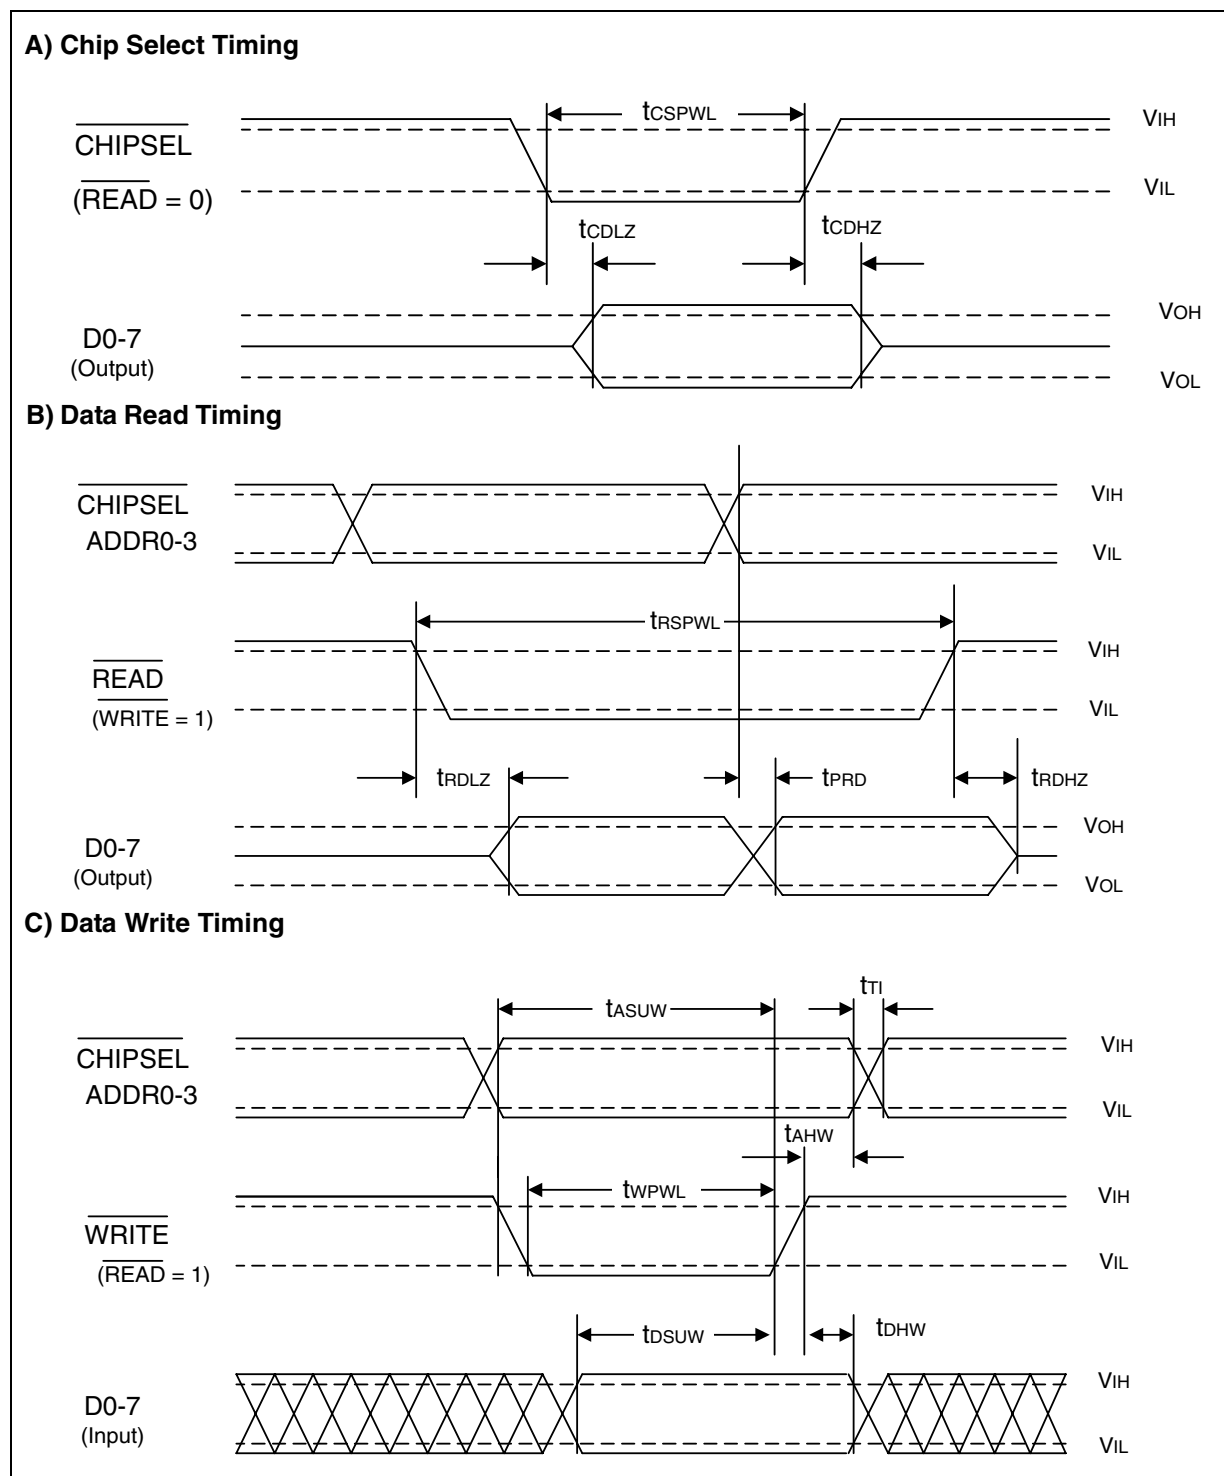 A) Chip Select Timing
tCSPWL
VIH
CHIPSEL
VIL
(READ = 0)
tCDLZ
tCDHZ
VOH
D0-7
(Output)
VOL
B) Data Read Timing
CHIPSEL
VIH
ADDR0-3
VIL
tRSPWL
VIH
READ
VIL
(WRITE = 1)
tRDLZ
tPRD
tRDHZ
VOH
D0-7
(Output)
VOL
C) Data Write Timing
tTI
tASUW
VIH
CHIPSEL
ADDR0-3
VIL
tAHW
tWPWL
VIH
WRITE
VIL
(READ = 1)
tDSUW
tDHW
VIH
D0-7
(Input)
VIL